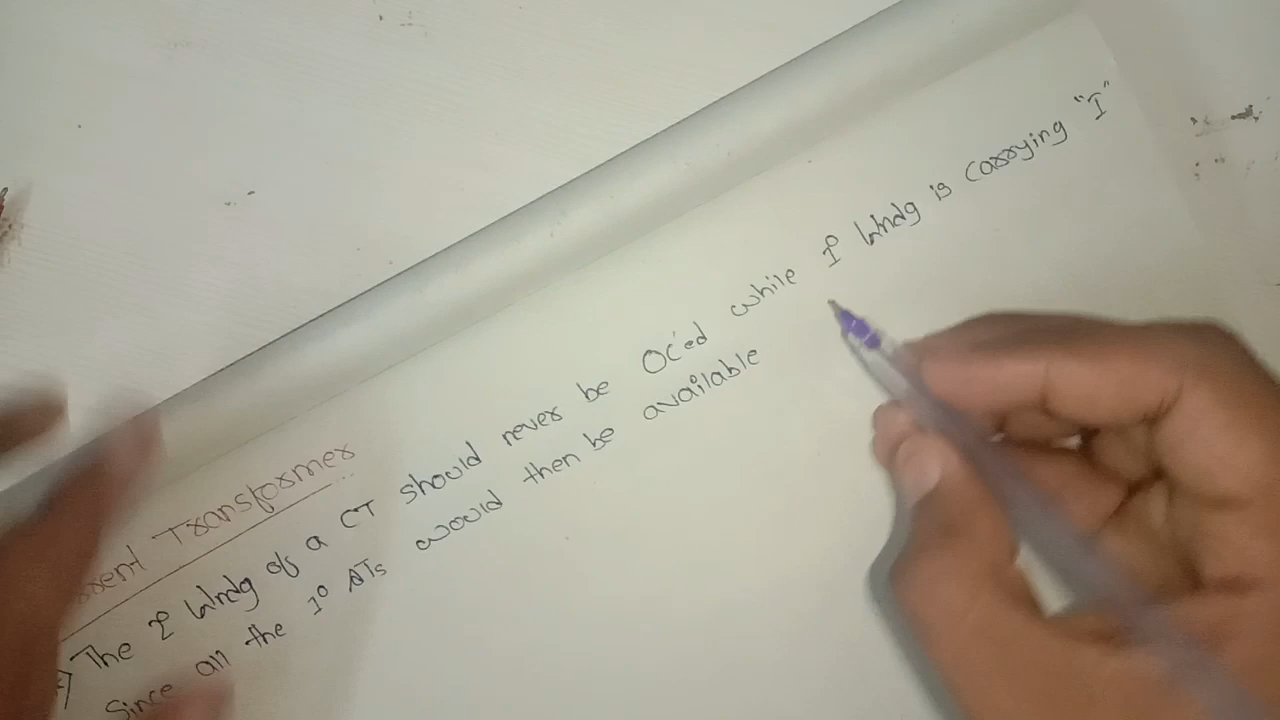 Transformer
The 2° Wndg of a CT should never be OC'ed while 1° Wndg is carrying "I"
Since all the 1° ATs would then be available